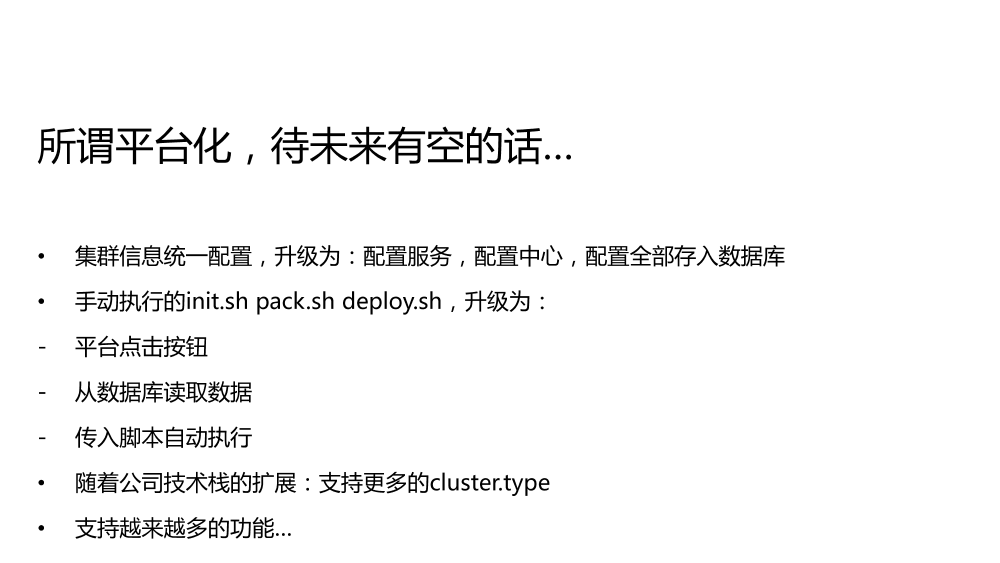 所谓平台化，待未来有空的话...
• 集群信息统一配置，升级为：配置服务，配置中心，配置全部存入数据库
• 手动执行的init.sh pack.sh deploy.sh，升级为：
- 平台点击按钮
- 从数据库读取数据
- 传入脚本自动执行
• 随着公司技术栈的扩展：支持更多的cluster.type
• 支持越来越多的功能...